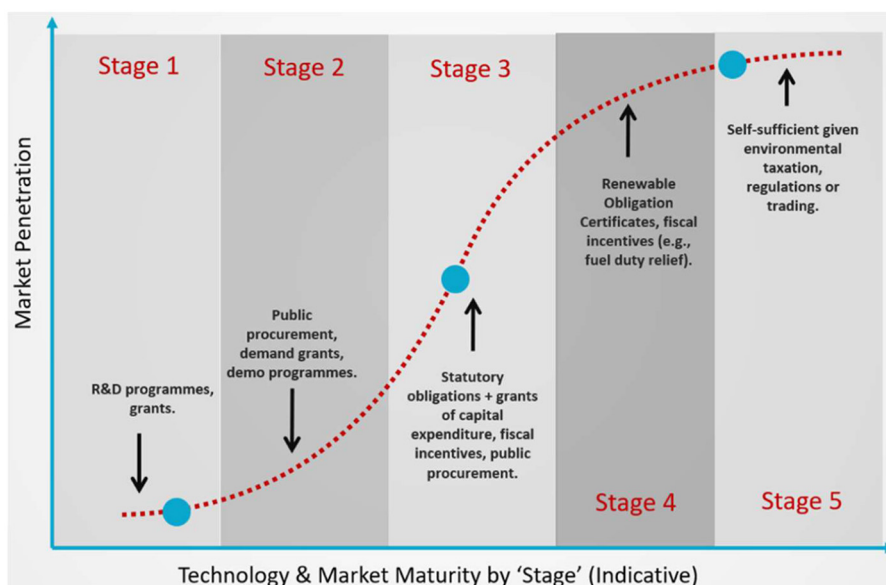 Stage 1
Stage 2
Stage 3
Stage 4
Stage 5
Market Penetration
R&D programmes,
grants.
Public
procurement,
demand grants,
demo programmes.
Statutory
obligations + grants
of capital
expenditure, fiscal
incentives, public
procurement.
Renewable
Obligation
Certificates, fiscal
incentives (e.g.,
fuel duty relief).
Self-sufficient given
environmental
taxation,
regulations or
trading.
Technology & Market Maturity by ‘Stage’ (Indicative)